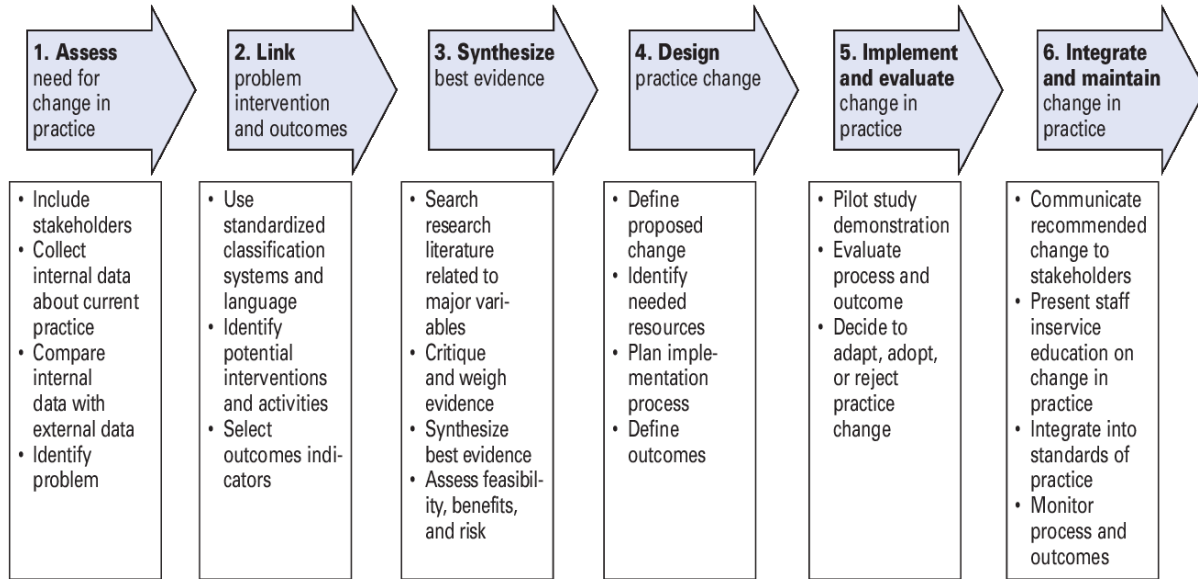 1. Assess
need for
change in
practice
2. Link
problem
intervention
and outcomes
3. Synthesize
best evidence
4. Design
practice change
5. Implement
and evaluate
change in
practice
6. Integrate
and maintain
change in
practice
• Include
stakeholders
• Collect
internal data
about current
practice
• Compare
internal
data with
external data
• Identify
problem
• Use
standardized
classification
systems and
language
• Identify
potential
interventions
and activities
• Select
outcomes indi-
cators
• Search
research
literature
related to
major vari-
ables
• Critique
and weigh
evidence
• Synthesize
best evidence
• Assess feasibil-
ity, benefits,
and risk
• Define
proposed
change
• Identify
needed
resources
• Plan imple-
mentation
process
• Define
outcomes
• Pilot study
demonstration
• Evaluate
process and
outcome
• Decide to
adapt, adopt,
or reject
practice
change
• Communicate
recommended
change to
stakeholders
• Present staff
inservice
education on
change in
practice
• Integrate into
standards of
practice
• Monitor
process and
outcomes